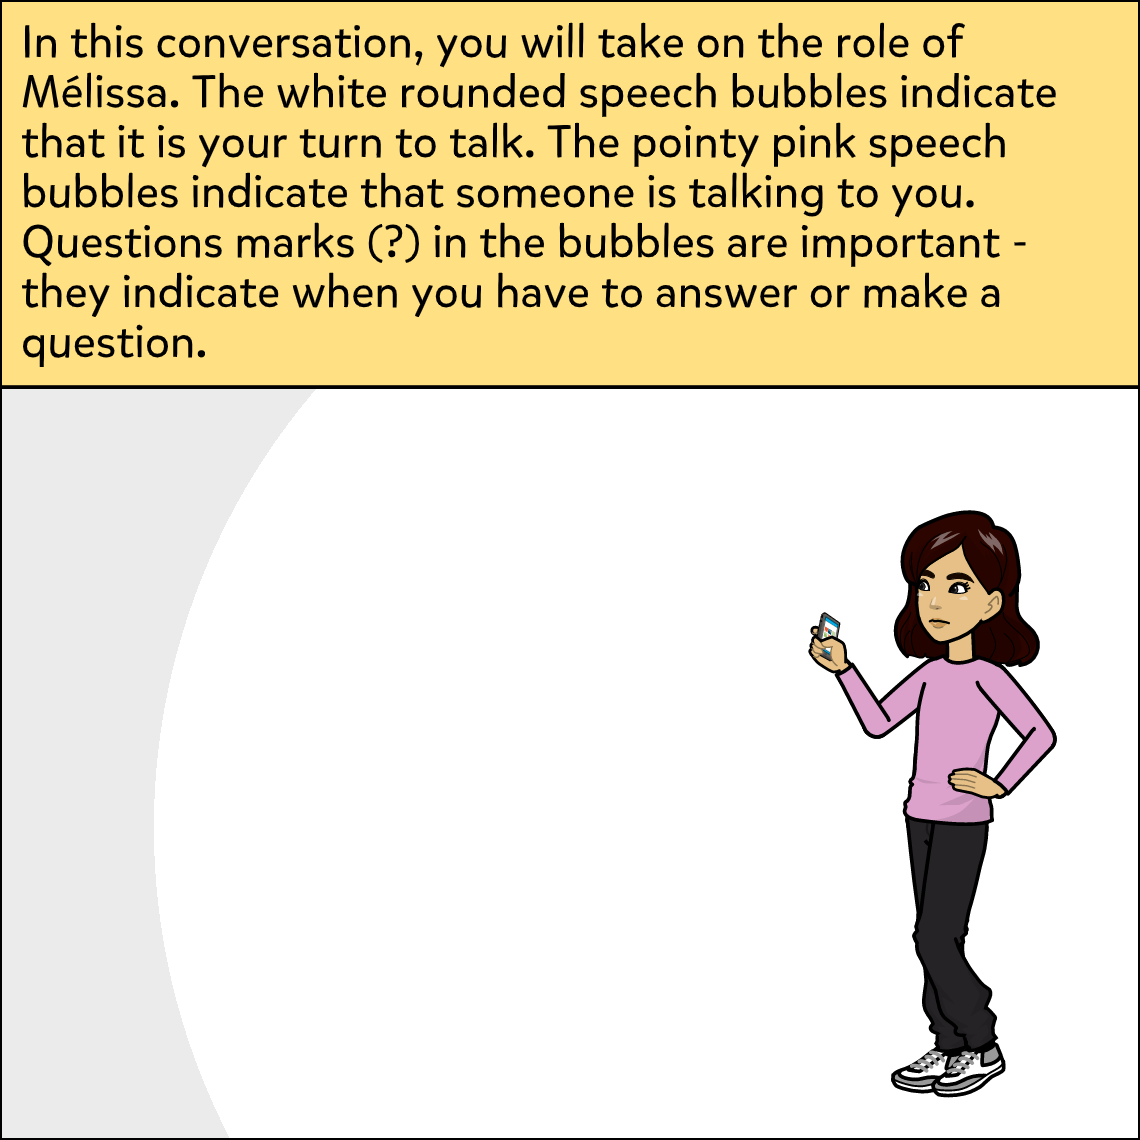 In this conversation, you will take on the role of
Mélissa. The white rounded speech bubbles indicate
that it is your turn to talk. The pointy pink speech
bubbles indicate that someone is talking to you.
Questions marks (?) in the bubbles are important -
they indicate when you have to answer or make a
question.